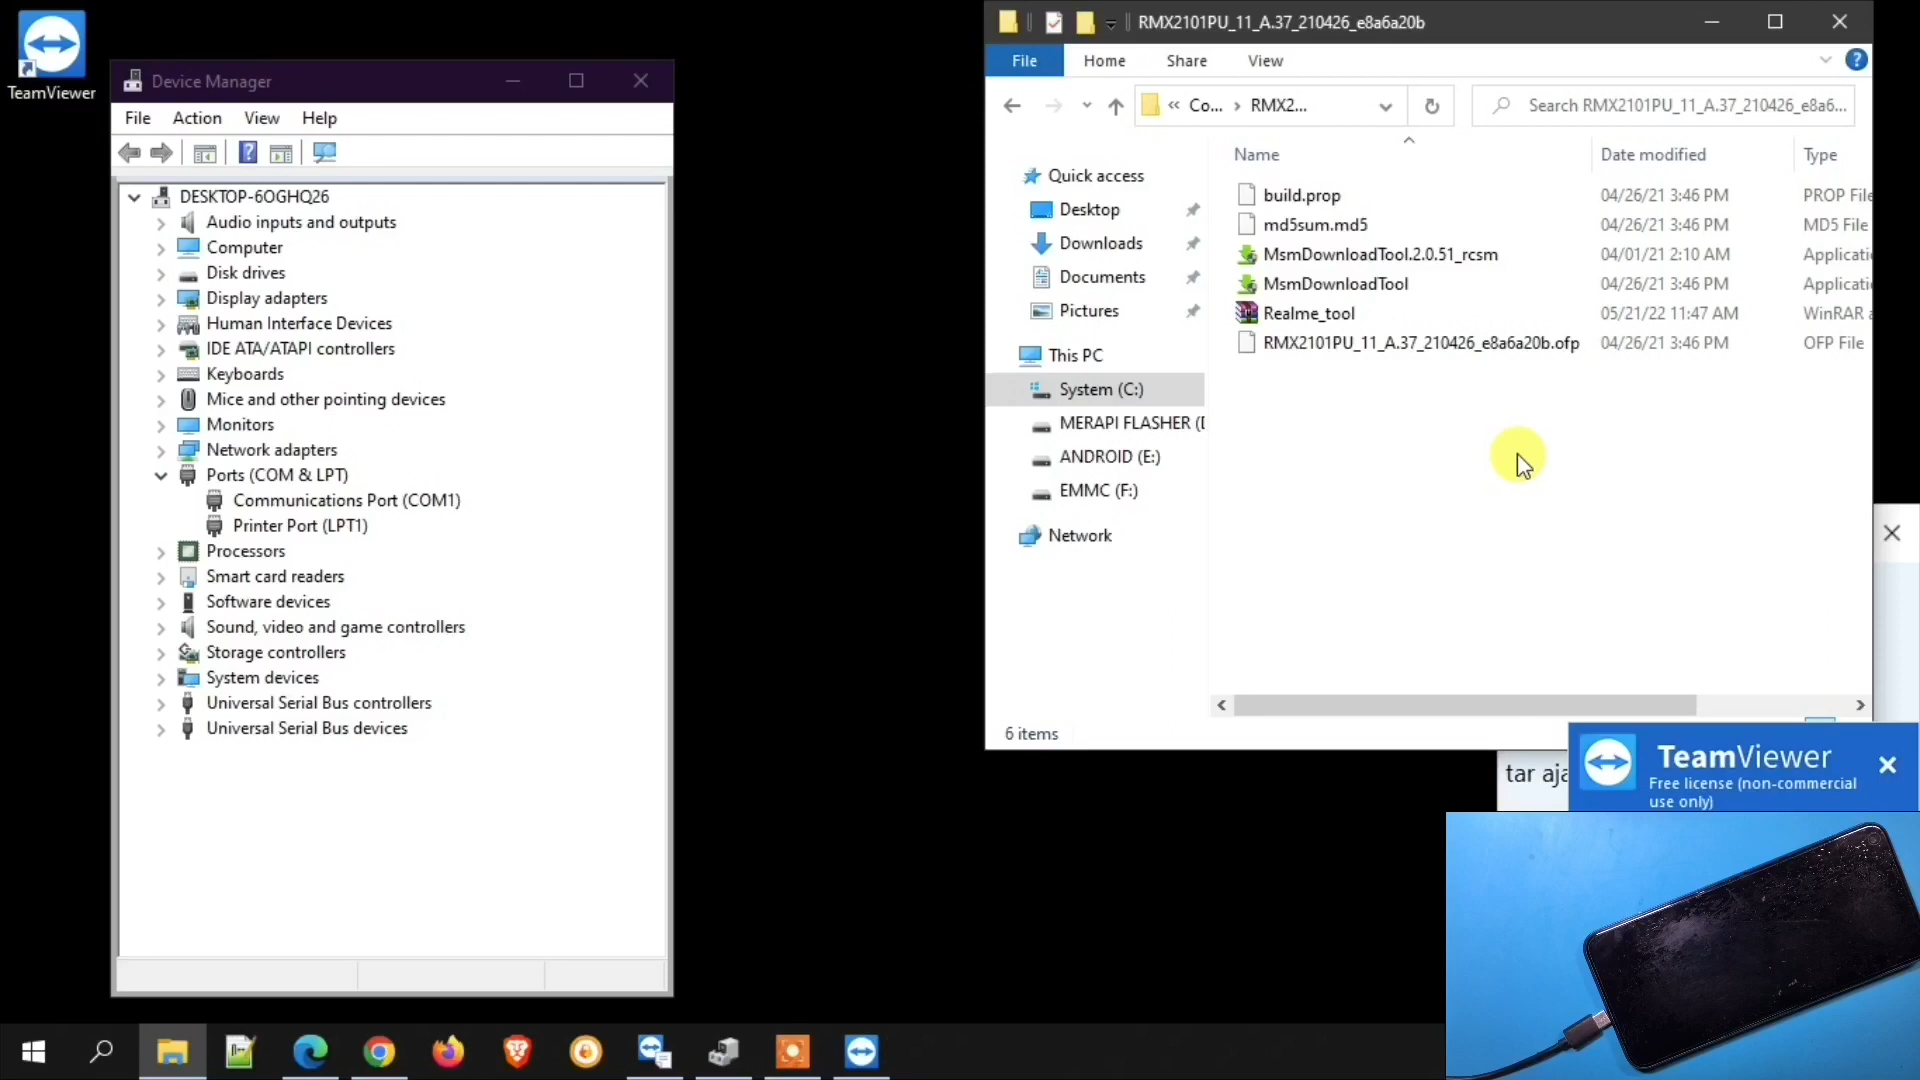 TeamViewer
Device Manager
File Action View Help
DESKTOP-6OGHQ26
Audio inputs and outputs
Computer
Disk drives
Display adapters
Human Interface Devices
IDE ATA/ATAPI controllers
Keyboards
Mice and other pointing devices
Monitors
Network adapters
Ports (COM & LPT)
Communications Port (COM1)
Printer Port (LPT1)
Processors
Smart card readers
Software devices
Sound, video and game controllers
Storage controllers
System devices
Universal Serial Bus controllers
Universal Serial Bus devices
RMX2101PU_11_A.37_210426_e8a6a20b
File Home Share View
« Co... › RMX2...
Search RMX2101PU_11_A.37_210426_e8a6...
Quick access
Desktop
Downloads
Documents
Pictures
This PC
System (C:)
MERAPI FLASHER (
ANDROID (E:)
EMMC (F:)
Network
Name Date modified Type
build.prop 04/26/21 3:46 PM PROP File
md5sum.md5 04/26/21 3:46 PM MD5 File
MsmDownloadTool.2.0.51_rcsm 04/01/21 2:10 AM Applicati
MsmDownloadTool 04/26/21 3:46 PM Applicati
Realme_tool 05/21/22 11:47 AM WinRAR a
RMX2101PU_11_A.37_210426_e8a6a20b.ofp 04/26/21 3:46 PM OFP File
6 items
tar aja
TeamViewer
Free license (non-commercial
use only)